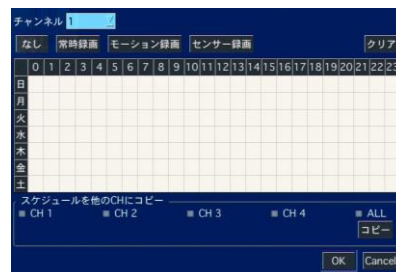 チャンネル 1
なし 常時録画 モーション録画 センサー録画 クリア
0 1 2 3 4 5 6 7 8 9 10 11 12 13 14 15 16 17 18 19 20 21 22 23
日
月
火
水
木
金
土
スケジュールを他のCHにコピー
CH 1 CH 2 CH 3 CH 4 ALL
コピー
OK Cancel